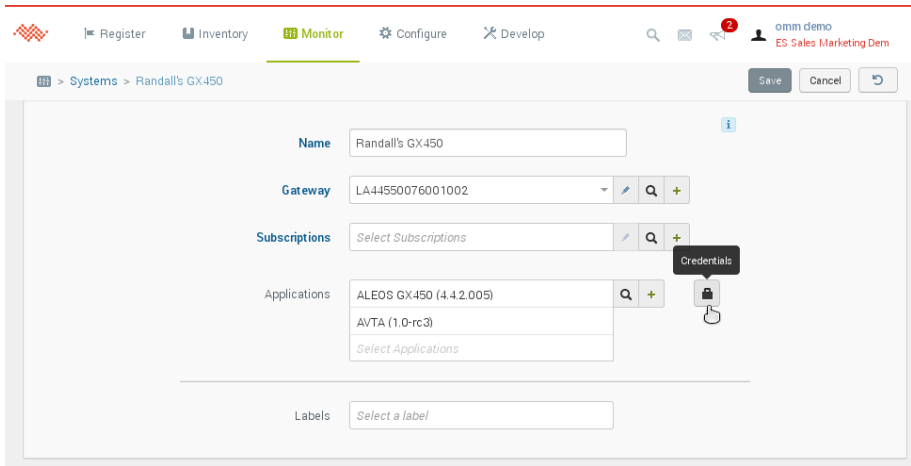 Register Inventory Monitor Configure Develop 2 omm demo
ES Sales Marketing Dem
> Systems > Randall's GX450 Save Cancel
i
Name Randall's GX450
Gateway LA44550076001002
Subscriptions Select Subscriptions
Credentials
Applications ALEOS GX450 (4.4.2.005)
AVTA (1.0-rc3)
Select Applications
Labels Select a label